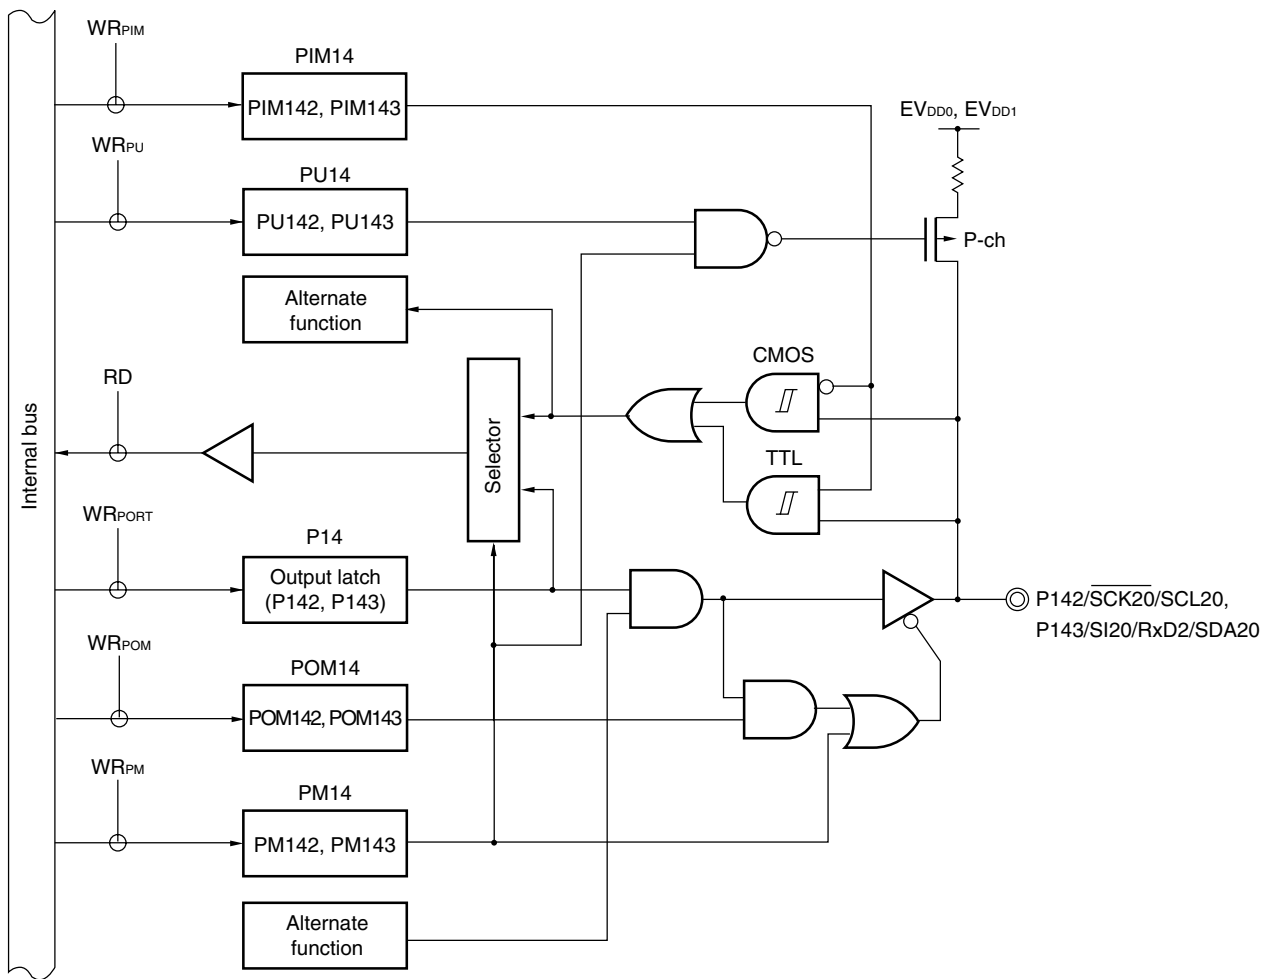 WRPIM
PIM14
PIM142, PIM143
EVDD0, EVDD1
WRPU
PU14
PU142, PU143
P-ch
Alternate
function
CMOS
RD
Internal bus
Selector
TTL
WRPORT
P14
Output latch
(P142, P143)
P142/SCK20/SCL20,
P143/SI20/RxD2/SDA20
WRPOM
POM14
POM142, POM143
WRPM
PM14
PM142, PM143
Alternate
function